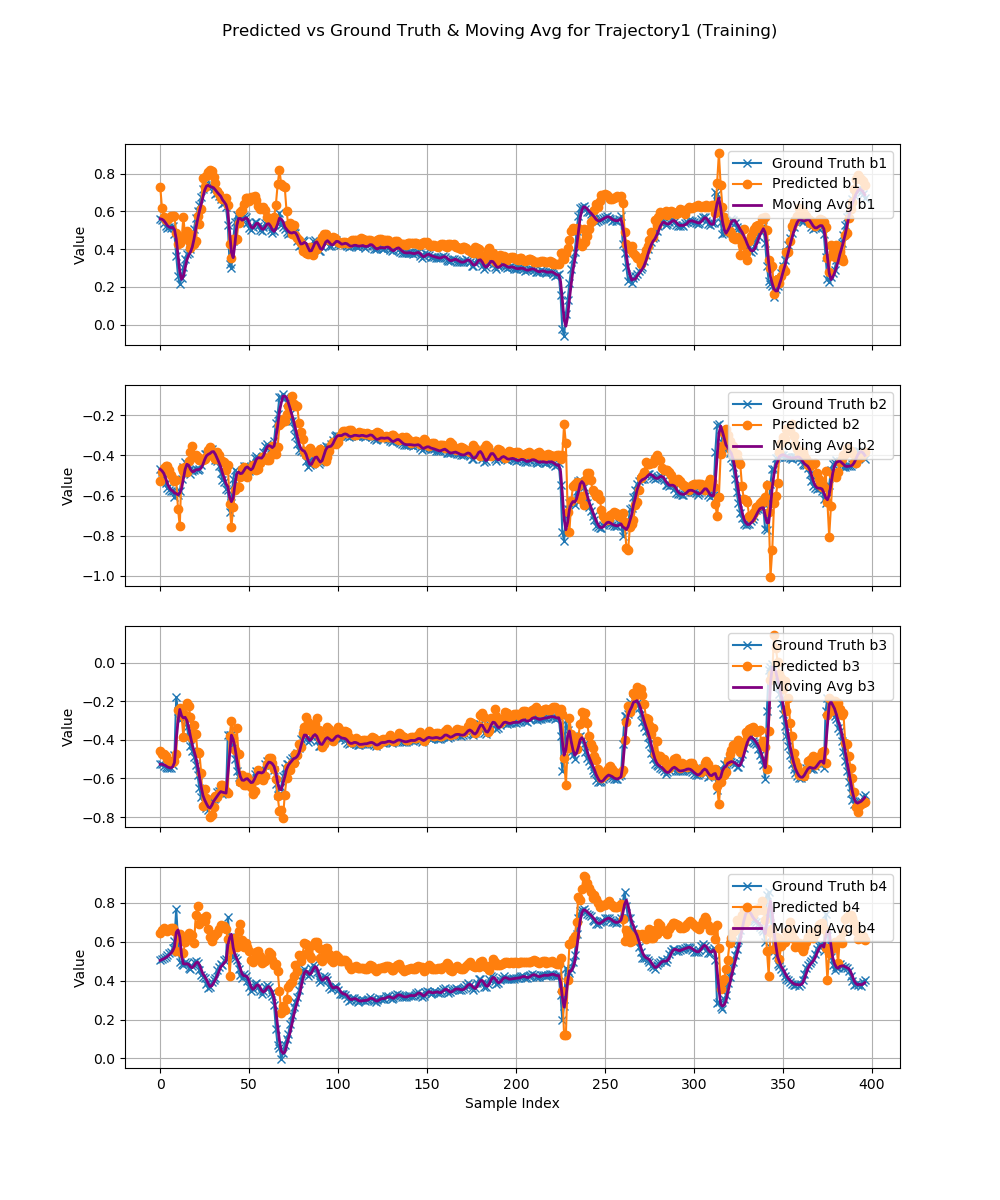 Predicted vs Ground Truth & Moving Avg for Trajectory1 (Training)
Value
0.8
0.6
0.4
0.2
0.0
Ground Truth b1
Predicted b1
Moving Avg b1
Value
−0.2
−0.4
−0.6
−0.8
−1.0
Ground Truth b2
Predicted b2
Moving Avg b2
Value
0.0
−0.2
−0.4
−0.6
−0.8
Ground Truth b3
Predicted b3
Moving Avg b3
Value
0.8
0.6
0.4
0.2
0.0
Ground Truth b4
Predicted b4
Moving Avg b4
0 50 100 150 200 250 300 350 400
Sample Index